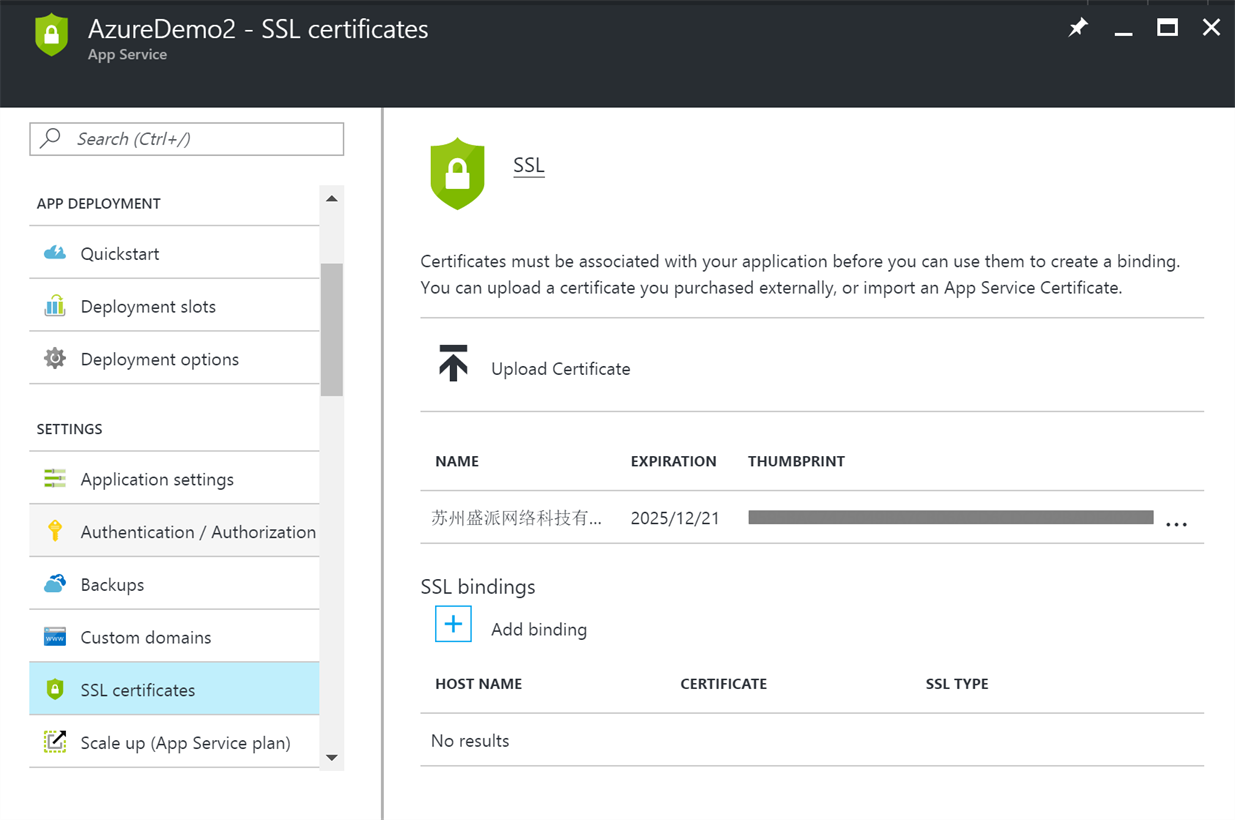 AzureDemo2 - SSL certificates
App Service
Search (Ctrl+/)
APP DEPLOYMENT
Quickstart
Deployment slots
Deployment options
SETTINGS
Application settings
Authentication / Authorization
Backups
Custom domains
SSL certificates
Scale up (App Service plan)
SSL
Certificates must be associated with your application before you can use them to create a binding.
You can upload a certificate you purchased externally, or import an App Service Certificate.
Upload Certificate
NAME EXPIRATION THUMBPRINT
苏州盛派网络科技有... 2025/12/21 ...
SSL bindings
Add binding
HOST NAME CERTIFICATE SSL TYPE
No results